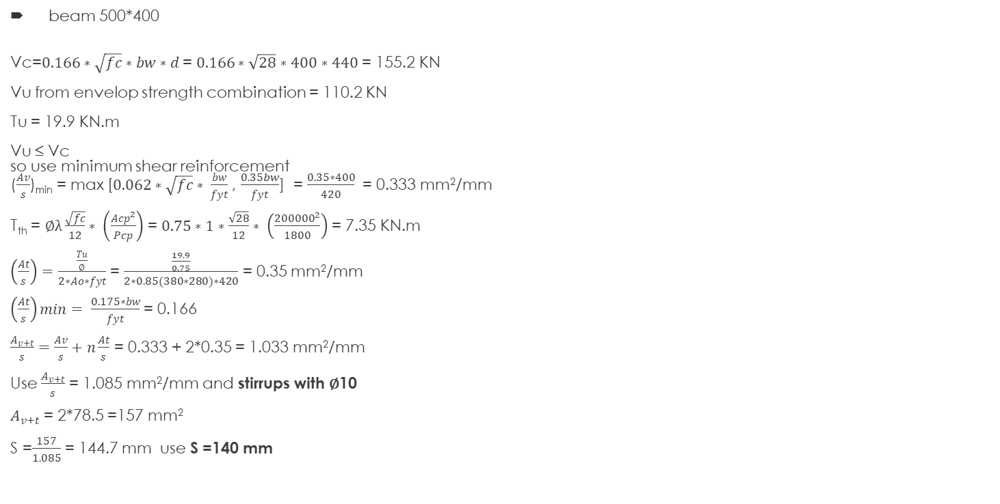 beam 500*400
Vc=0.166 ∗ √fc ∗ bw ∗ d = 0.166 ∗ √28 ∗ 400 ∗ 440 = 155.2 KN
Vu from envelop strength combination = 110.2 KN
Tu = 19.9 KN.m
Vu ≤ Vc
so use minimum shear reinforcement
(Av/s)min = max [0.062 ∗ √fc ∗ bw/fyt , 0.35bw/fyt] = 0.35∗400/420 = 0.333 mm²/mm
Tth = ∅λ √fc/12 ∗ (Acp²/Pcp) = 0.75 ∗ 1 ∗ √28/12 ∗ (200000²/1800) = 7.35 KN.m
(At/s) = (Tu/∅)/(2∗Ao∗fyt) = (19.9/0.75)/(2∗0.85(380∗280)∗420) = 0.35 mm²/mm
(At/s) min = 0.175∗bw/fyt = 0.166
Av+t/s = Av/s + n At/s = 0.333 + 2*0.35 = 1.033 mm²/mm
Use Av+t/s = 1.085 mm²/mm and stirrups with ∅10
Av+t = 2*78.5 =157 mm²
S = 157/1.085 = 144.7 mm use S =140 mm